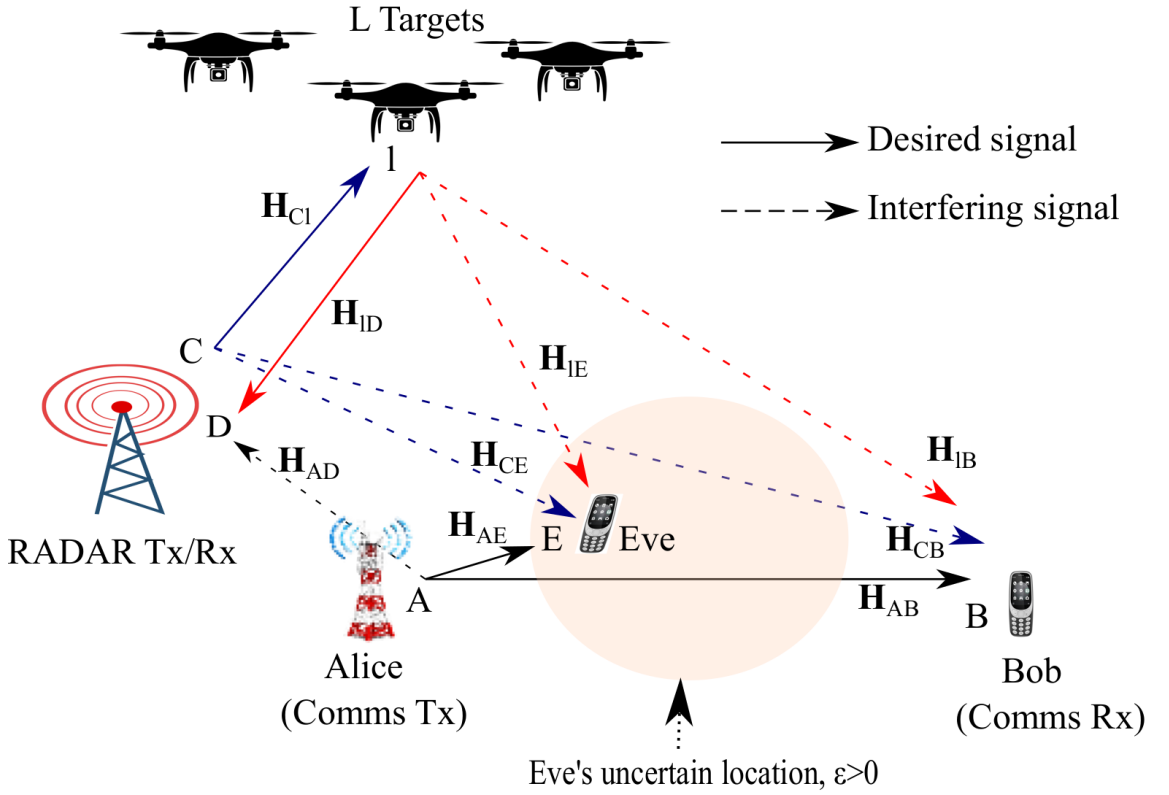 L Targets
l
Desired signal
Interfering signal
H_Cl
H_lD
H_lE
C
D
H_AD
H_CE
H_lB
RADAR Tx/Rx
H_AE
E
Eve
H_CB
A
H_AB
B
Alice
(Comms Tx)
Bob
(Comms Rx)
Eve's uncertain location, ε>0